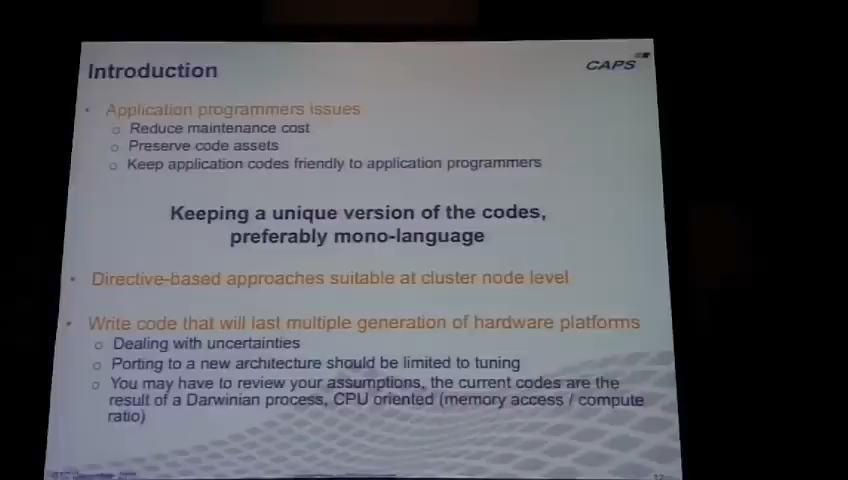 Introduction
CAPS
• Application programmers issues
o Reduce maintenance cost
o Preserve code assets
o Keep application codes friendly to application programmers
Keeping a unique version of the codes,
preferably mono-language
• Directive-based approaches suitable at cluster node level
• Write code that will last multiple generation of hardware platforms
o Dealing with uncertainties
o Porting to a new architecture should be limited to tuning
o You may have to review your assumptions, the current codes are the
result of a Darwinian process, CPU oriented (memory access / compute
ratio)